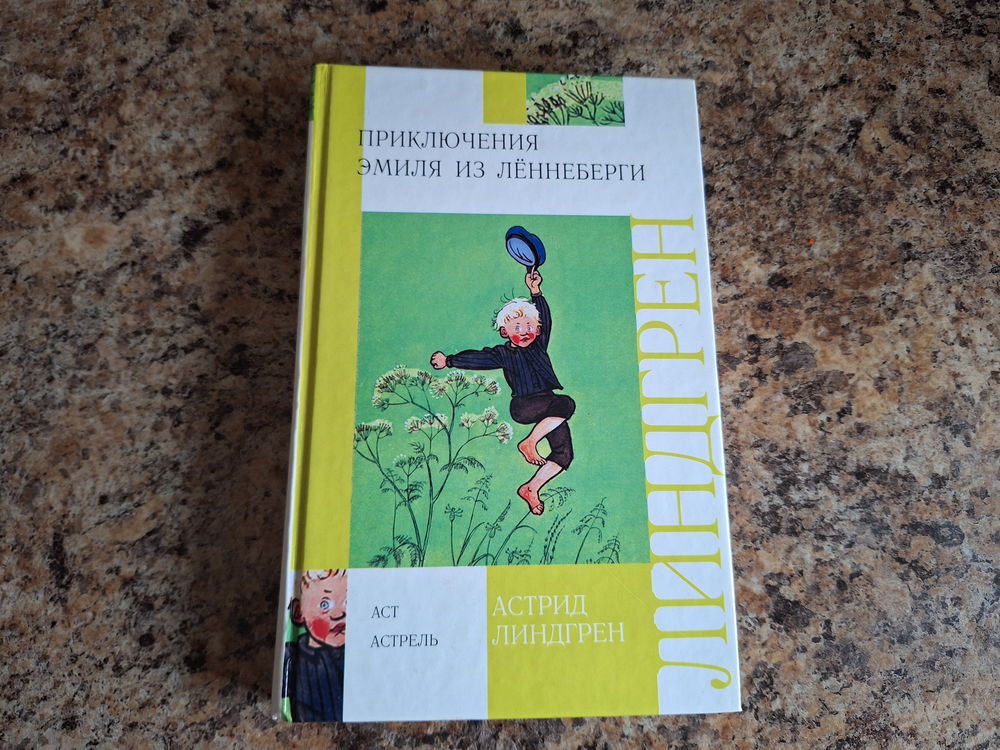 ПРИКЛЮЧЕНИЯ
ЭМИЛЯ ИЗ ЛЁННЕБЕРГИ
ЛИНДГРЕН
АСТ
АСТРЕЛЬ
АСТРИД
ЛИНДГРЕН